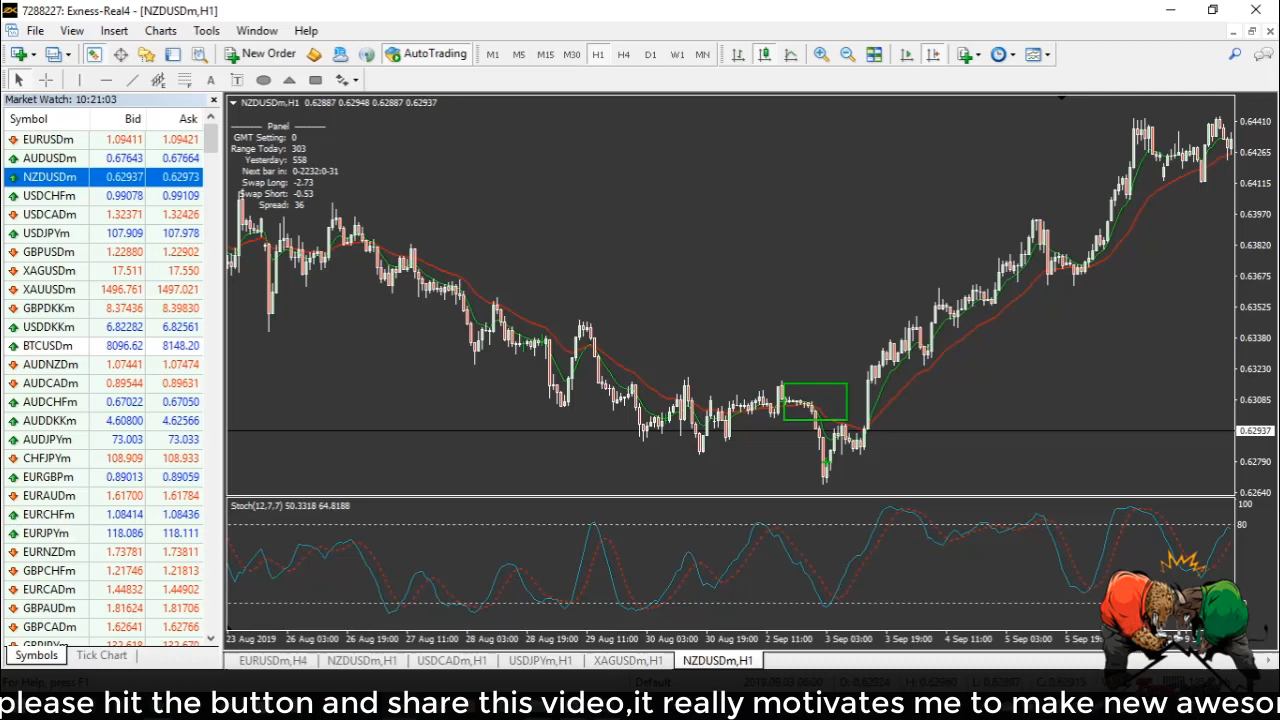 7288227: Exness-Real4 - [NZDUSDm,H1]
File View Insert Charts Tools Window Help
New Order AutoTrading M1 M5 M15 M30 H1 H4 D1 W1 MN
A T
Market Watch: 10:21:03
Symbol Bid Ask
EURUSDm 1.09411 1.09421
AUDUSDm 0.67643 0.67664
NZDUSDm 0.62937 0.62973
USDCHFm 0.99078 0.99109
USDCADm 1.32371 1.32426
USDJPYm 107.909 107.978
GBPUSDm 1.22880 1.22902
XAGUSDm 17.511 17.550
XAUUSDm 1496.761 1497.021
GBPDKKm 8.37436 8.39830
USDDKKm 6.82282 6.82561
BTCUSDm 8096.62 8148.20
AUDNZDm 1.07441 1.07474
AUDCADm 0.89544 0.89631
AUDCHFm 0.67022 0.67050
AUDDKKm 4.60800 4.62566
AUDJPYm 73.003 73.033
CHFJPYm 108.909 108.933
EURGBPm 0.89013 0.89059
EURAUDm 1.61700 1.61784
EURCHFm 1.08414 1.08436
EURJPYm 118.086 118.111
EURNZDm 1.73781 1.73811
GBPCHFm 1.21746 1.21813
EURCADm 1.44832 1.44902
GBPAUDm 1.81624 1.81706
GBPCADm 1.62641 1.62766
Symbols Tick Chart
NZDUSDm,H1 0.62887 0.62948 0.62887 0.62937
Panel
GMT Setting: 0
Range Today: 303
Yesterday: 558
Next bar in: 0-2232:0-31
Swap Long: -2.73
Swap Short: -0.53
Spread: 36
0.64410
0.64265
0.64115
0.63970
0.63820
0.63675
0.63525
0.63380
0.63230
0.63085
0.62937
0.62790
0.62640
Stoch(12,7,7) 50.3318 64.8188
100
80
23 Aug 2019 26 Aug 03:00 26 Aug 19:00 27 Aug 11:00 28 Aug 03:00 28 Aug 19:00 29 Aug 11:00 30 Aug 03:00 30 Aug 19:00 2 Sep 11:00 3 Sep 03:00 3 Sep 19:00 4 Sep 11:00 5 Sep 03:00 5 Sep 19
EURUSDm,H4 NZDUSDm,H1 USDCADm,H1 USDJPYm,H1 XAGUSDm,H1 NZDUSDm,H1
For Help, press F1 Default
please hit the button and share this video,it really motivates me to make new aweso